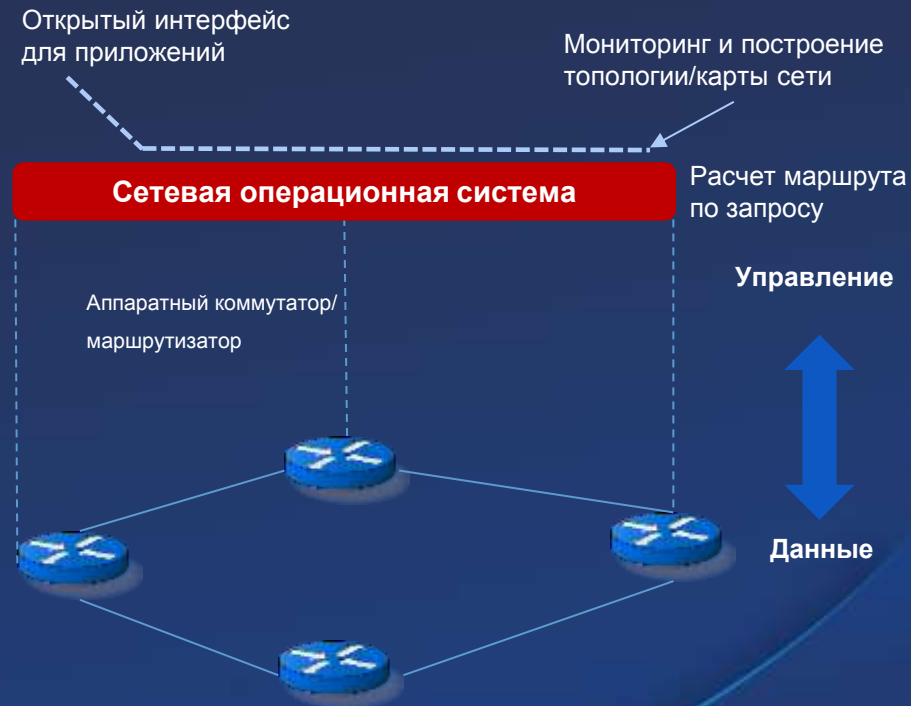 Открытый интерфейс
для приложений
Мониторинг и построение
топологии/карты сети
Сетевая операционная система
Расчет маршрута
по запросу
Управление
Аппаратный коммутатор/
маршрутизатор
Данные